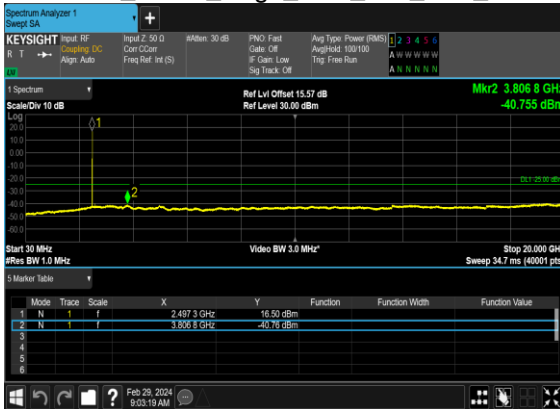 Spectrum Analyzer 1
Swept SA
+
KEYSIGHT Input: RF Input Z: 50 Ω #Atten: 30 dB PNO: Fast Avg Type: Power (RMS) 1 2 3 4 5 6
R T Coupling: DC Corr CCorr Gate: Off Avg|Hold: 100/100 A W W W W W
Align: Auto Freq Ref: Int (S) IF Gain: Low Trig: Free Run
Sig Track: Off A N N N N N
1 Spectrum Ref Lvl Offset 15.57 dB Mkr2 3.806 8 GHz
Scale/Div 10 dB Ref Level 30.00 dBm -40.755 dBm
Log
20.0 1
10.0
0.00
-10.0
-20.0 DL1 -25.00 dBm
-30.0 2
-40.0
-50.0
-60.0
Start 30 MHz Video BW 3.0 MHz* Stop 20.000 GHz
#Res BW 1.0 MHz Sweep 34.7 ms (40001 pts)
5 Marker Table
Mode Trace Scale X Y Function Function Width Function Value
1 N 1 f 2.497 3 GHz 16.50 dBm
2 N 1 f 3.806 8 GHz -40.76 dBm
3
4
5
6
? Feb 29, 2024
9:03:19 AM